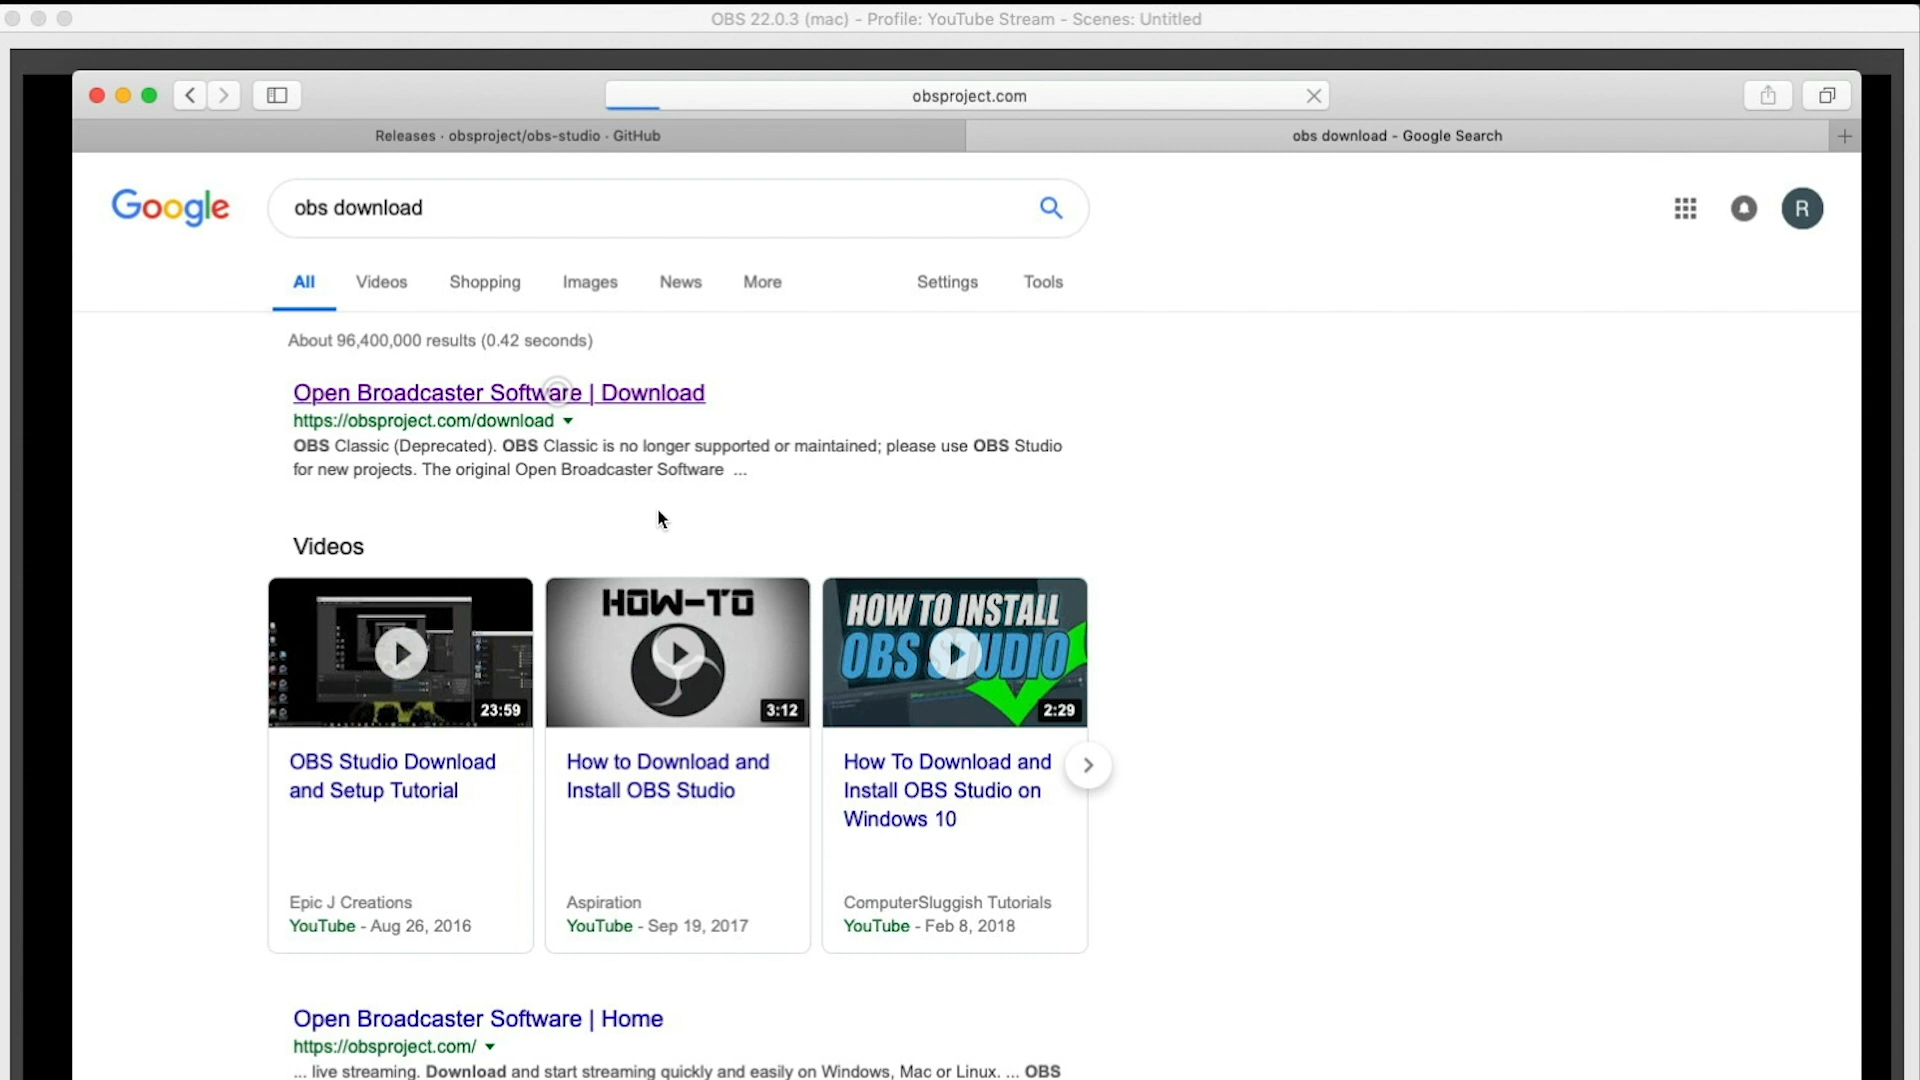 OBS 22.0.3 (mac) - Profile: YouTube Stream - Scenes: Untitled
obsproject.com
Releases · obsproject/obs-studio · GitHub
obs download - Google Search
Google
obs download
R
All
Videos
Shopping
Images
News
More
Settings
Tools
About 96,400,000 results (0.42 seconds)
Open Broadcaster Software | Download
https://obsproject.com/download
OBS Classic (Deprecated). OBS Classic is no longer supported or maintained; please use OBS Studio
for new projects. The original Open Broadcaster Software ...
Videos
23:59
HOW-TO
3:12
HOW TO INSTALL
OBS STUDIO
2:29
OBS Studio Download
and Setup Tutorial
Epic J Creations
YouTube - Aug 26, 2016
How to Download and
Install OBS Studio
Aspiration
YouTube - Sep 19, 2017
How To Download and
Install OBS Studio on
Windows 10
ComputerSluggish Tutorials
YouTube - Feb 8, 2018
Open Broadcaster Software | Home
https://obsproject.com/
... live streaming. Download and start streaming quickly and easily on Windows, Mac or Linux. ... OBS